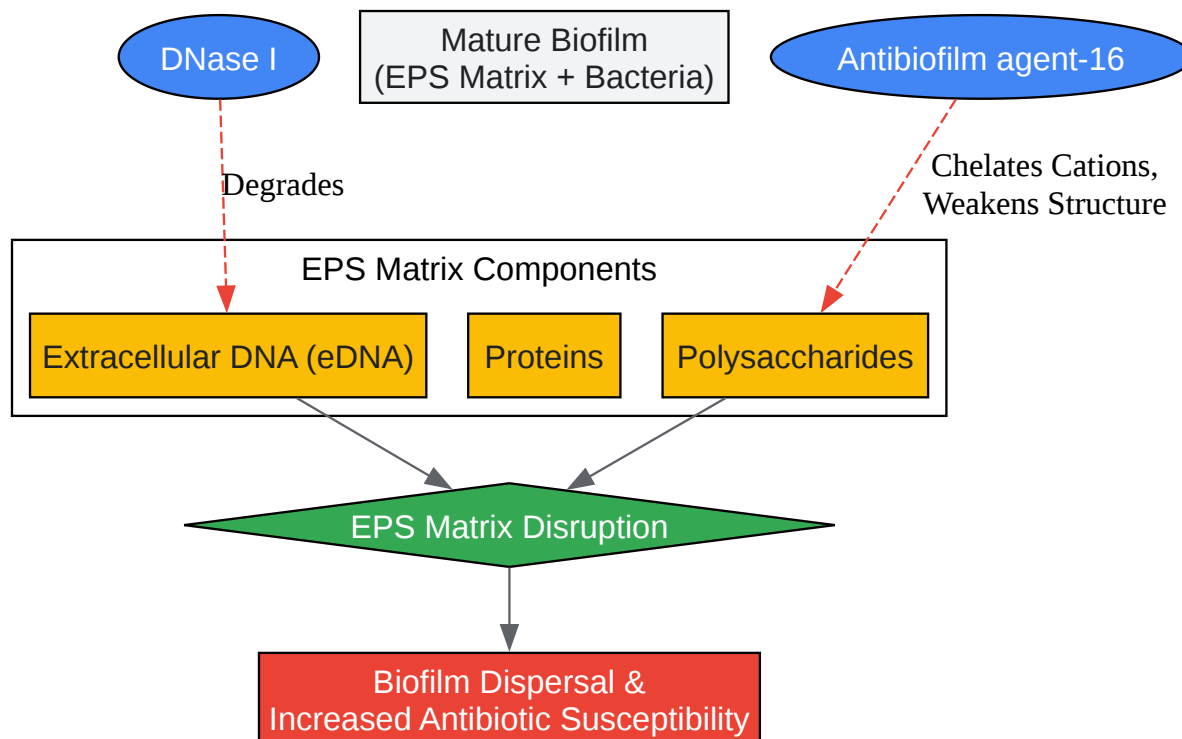 DNase I
Mature Biofilm
(EPS Matrix + Bacteria)
Antibiofilm agent-16
Degrades
Chelates Cations,
Weakens Structure
EPS Matrix Components
Extracellular DNA (eDNA)
Proteins
Polysaccharides
EPS Matrix Disruption
Biofilm Dispersal &
Increased Antibiotic Susceptibility